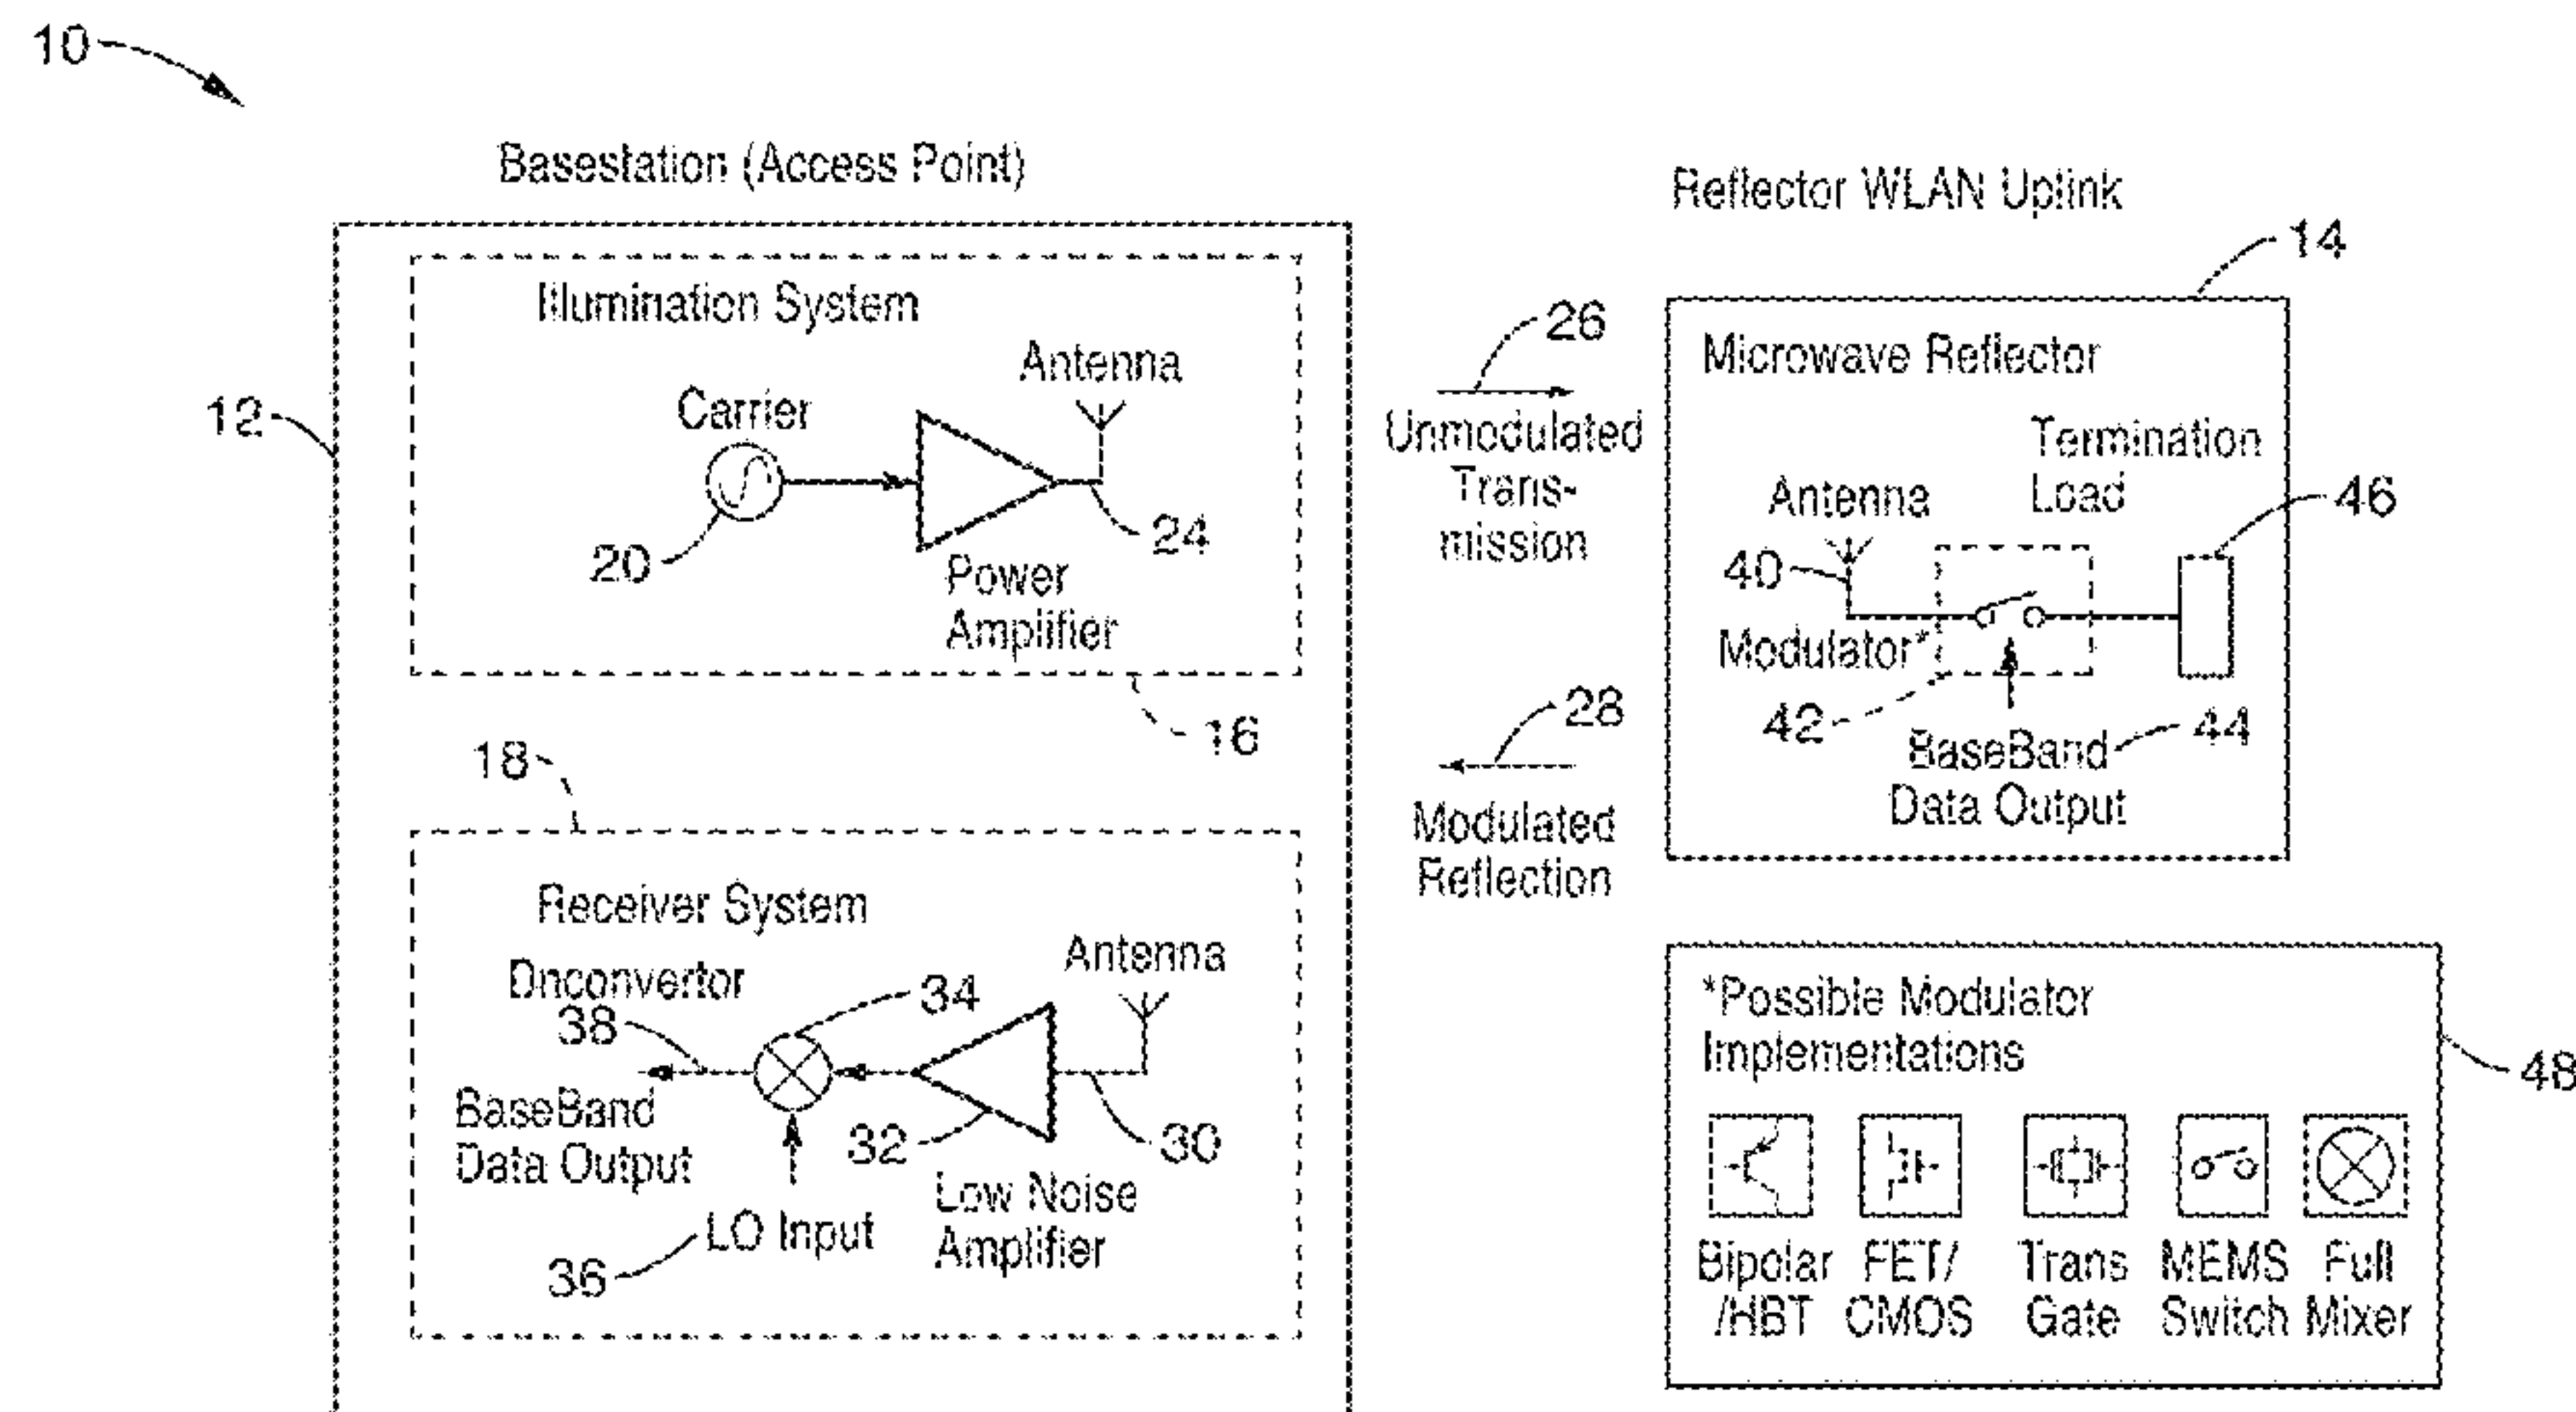 10
Basestation (Access Point)
12
Illumination System
Carrier
Antenna
20
24
Power
Amplifier
16
18
Receiver System
Dnconvertor
38
34
Antenna
BaseBand
Data Output
32
30
LO Input
36
Low Noise
Amplifier
26
Unmodulated
Trans-
mission
28
Modulated
Reflection
Reflector WLAN Uplink
14
Microwave Reflector
Termination
Load
Antenna
46
40
Modulator*
42
BaseBand
44
Data Output
*Possible Modulator
Implementations
48
Bipolar
/HBT
FET/
CMOS
Trans
Gate
MEMS
Switch
Full
Mixer